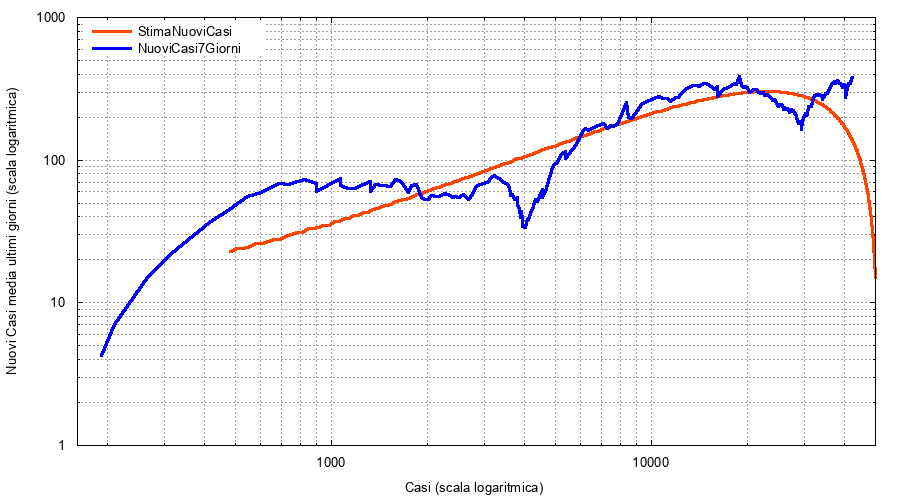 1000
StimaNuoviCasi
NuoviCasi7Giorni
100
10
1
Nuovi Casi media ultimi giorni (scala logaritmica)
1000
10000
Casi (scala logaritmica)